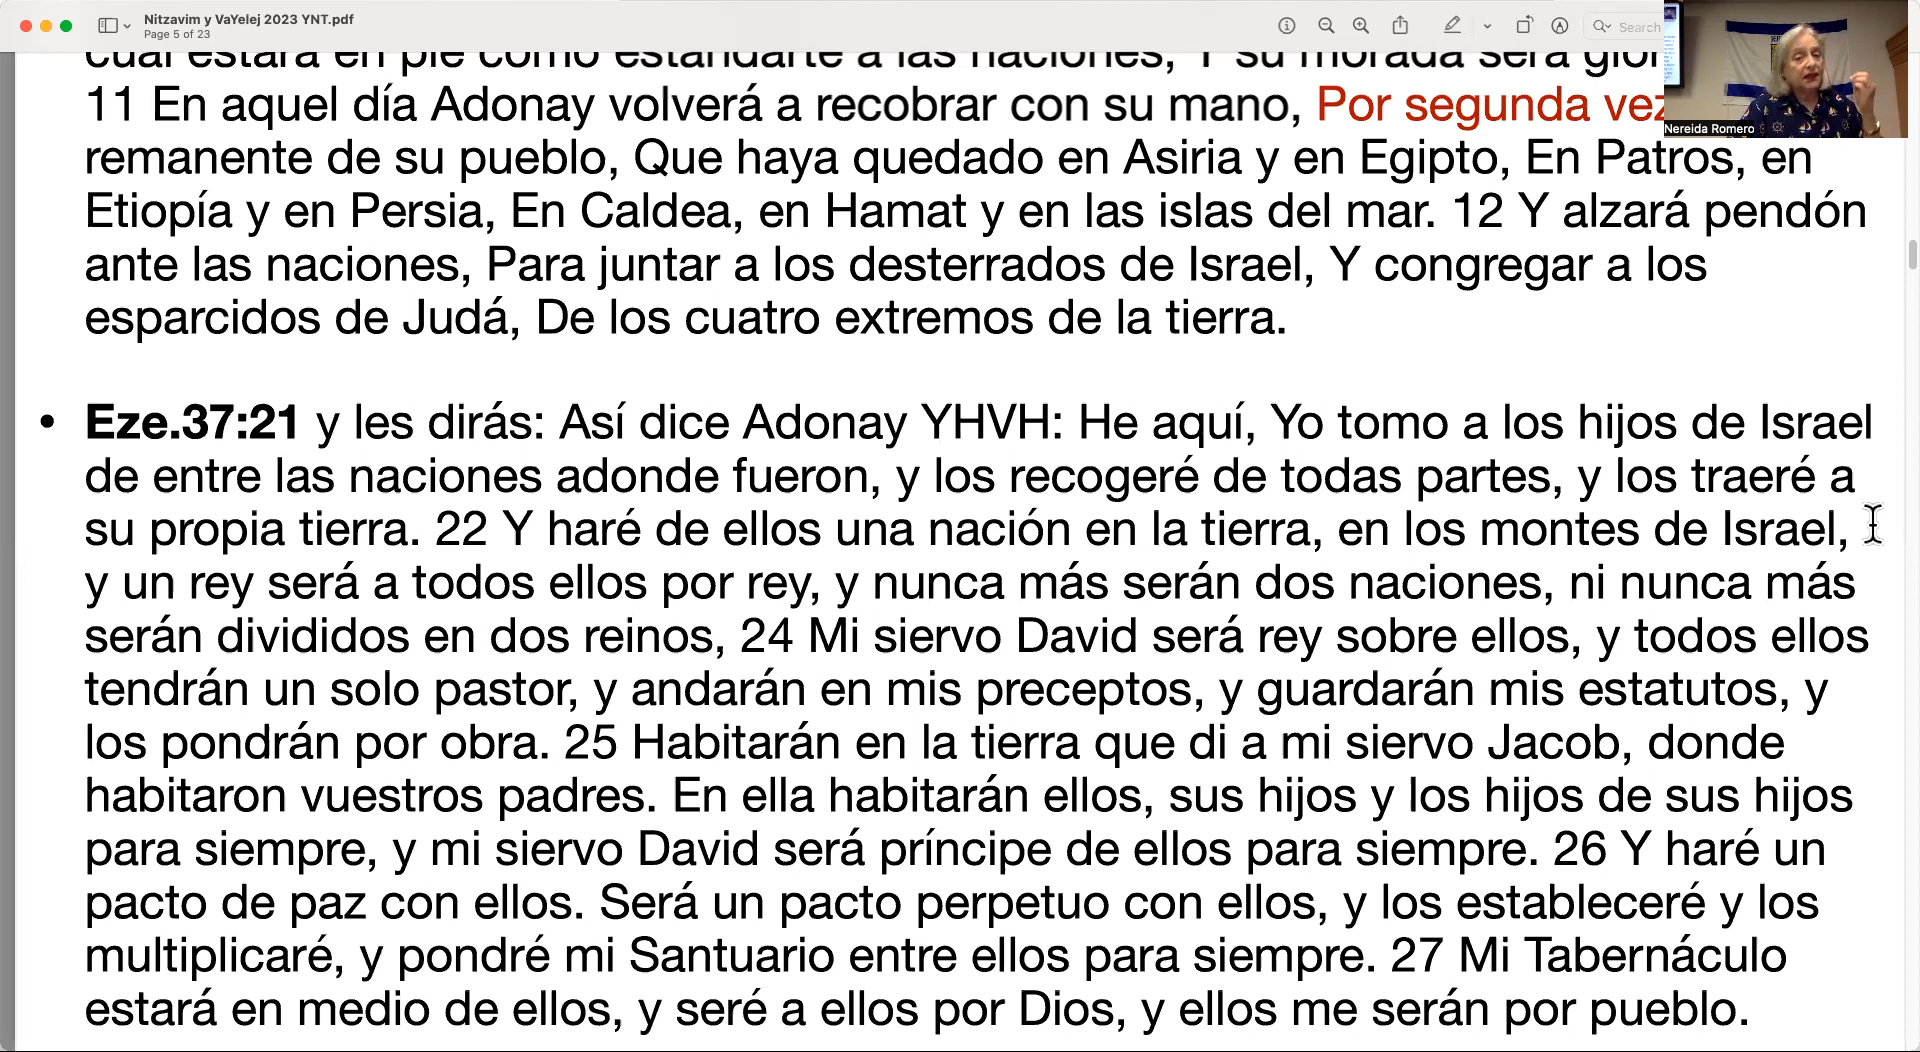 Nitzavim y VaYelej 2023 YNT.pdf
Page 5 of 23
Search
Nereida Romero
cual estará en pie como estandarte a las naciones, Y su morada será
11 En aquel día Adonay volverá a recobrar con su mano, Por segunda vez
remanente de su pueblo, Que haya quedado en Asiria y en Egipto, En Patros, en
Etiopía y en Persia, En Caldea, en Hamat y en las islas del mar. 12 Y alzará pendón
ante las naciones, Para juntar a los desterrados de Israel, Y congregar a los
esparcidos de Judá, De los cuatro extremos de la tierra.
• Eze.37:21 y les dirás: Así dice Adonay YHVH: He aquí, Yo tomo a los hijos de Israel
de entre las naciones adonde fueron, y los recogeré de todas partes, y los traeré a
su propia tierra. 22 Y haré de ellos una nación en la tierra, en los montes de Israel,
y un rey será a todos ellos por rey, y nunca más serán dos naciones, ni nunca más
serán divididos en dos reinos, 24 Mi siervo David será rey sobre ellos, y todos ellos
tendrán un solo pastor, y andarán en mis preceptos, y guardarán mis estatutos, y
los pondrán por obra. 25 Habitarán en la tierra que di a mi siervo Jacob, donde
habitaron vuestros padres. En ella habitarán ellos, sus hijos y los hijos de sus hijos
para siempre, y mi siervo David será príncipe de ellos para siempre. 26 Y haré un
pacto de paz con ellos. Será un pacto perpetuo con ellos, y los estableceré y los
multiplicaré, y pondré mi Santuario entre ellos para siempre. 27 Mi Tabernáculo
estará en medio de ellos, y seré a ellos por Dios, y ellos me serán por pueblo.